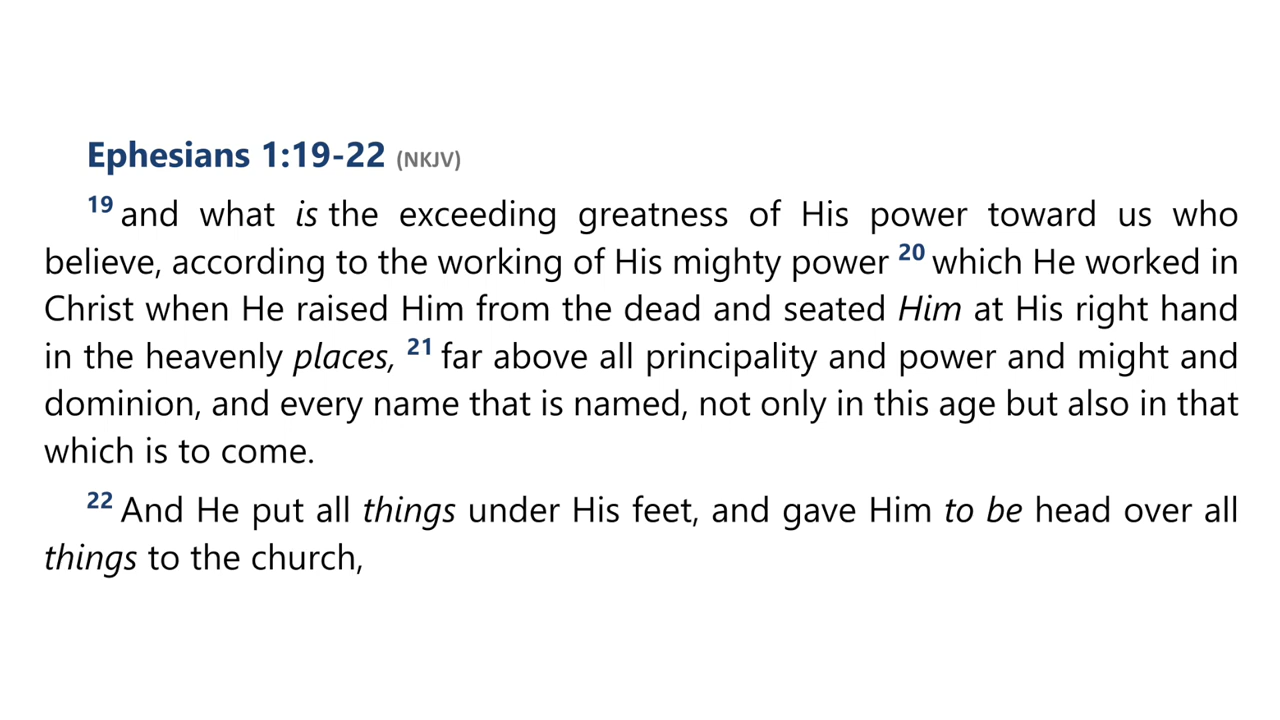 Ephesians 1:19-22 (NKJV)
19 and what is the exceeding greatness of His power toward us who
believe, according to the working of His mighty power 20 which He worked in
Christ when He raised Him from the dead and seated Him at His right hand
in the heavenly places, 21 far above all principality and power and might and
dominion, and every name that is named, not only in this age but also in that
which is to come.
22 And He put all things under His feet, and gave Him to be head over all
things to the church,